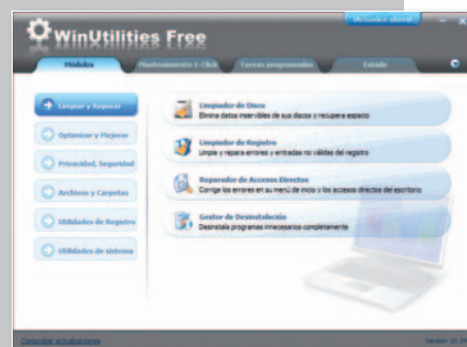 ¡Actualice ahora!
WinUtilities Free
Módulos
Mantenimiento 1-Click
Tareas programadas
Estado
Limpiar y Reparar
Optimizar y Mejorar
Privacidad, Seguridad
Archivos y Carpetas
Utilidades de Registro
Utilidades de sistema
Limpiador de Disco
Elimina datos inservibles de sus discos y recupera espacio
Limpiador de Registro
Limpia y repara errores y entradas no válidas del registro
Reparador de Accesos Directos
Corrige los errores en su menú de inicio y los accesos directos del escritorio
Gestor de Desinstalación
Desinstala programas innecesarios completamente
Comprobar actualizaciones
Versión